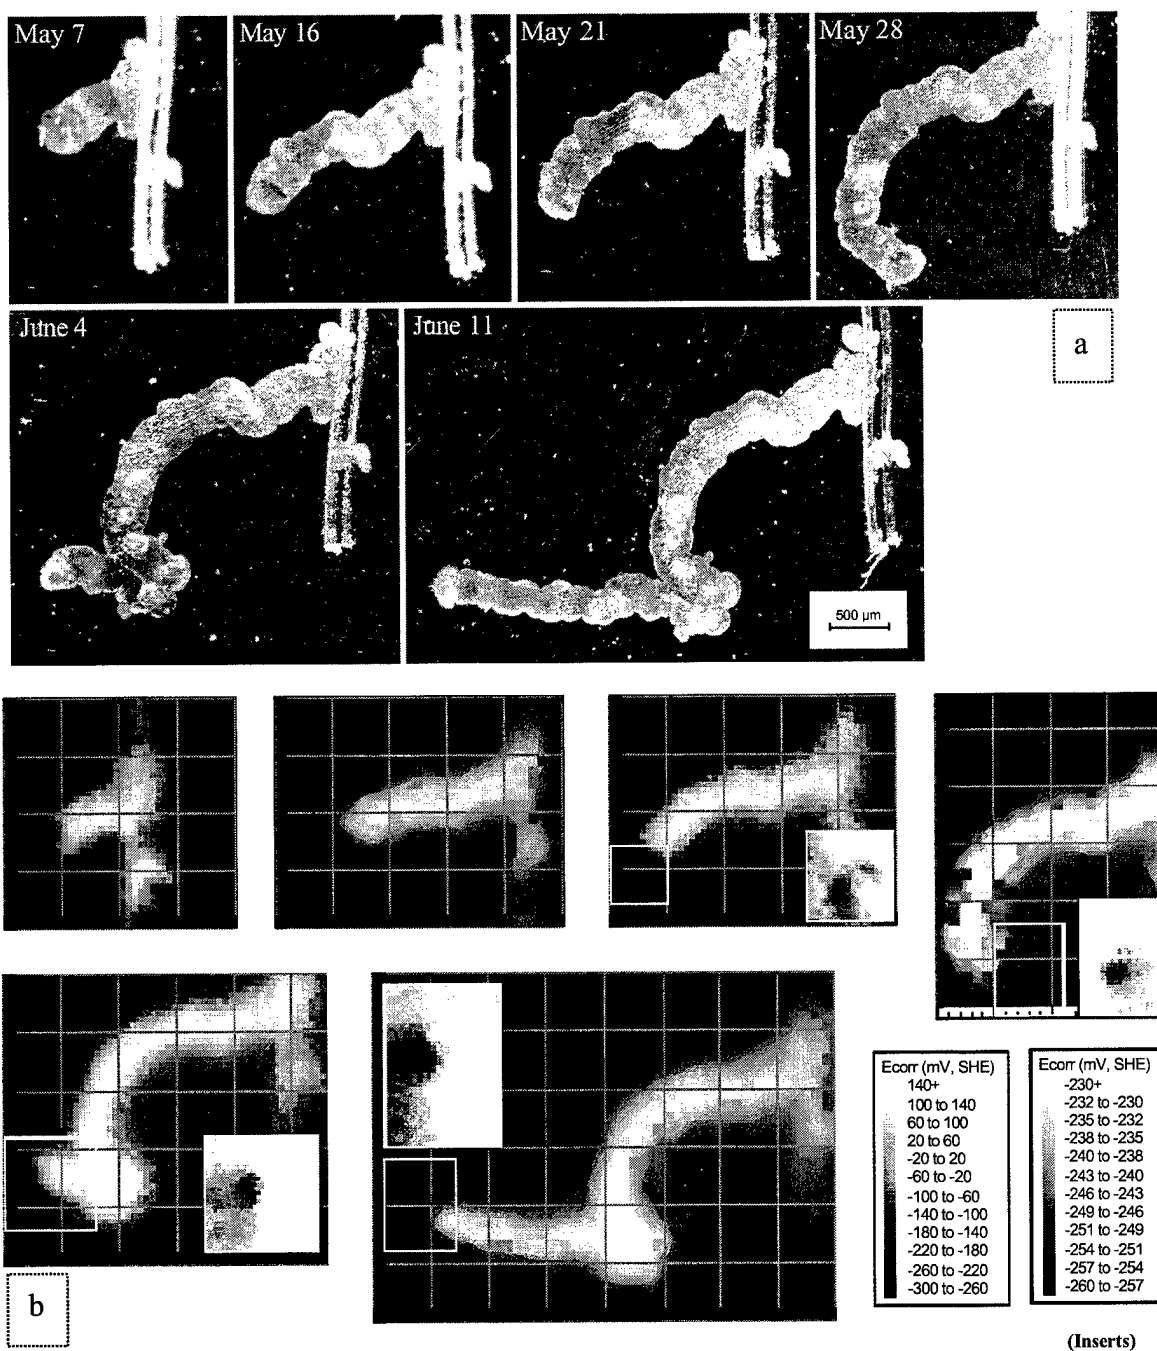 May 7
May 16
May 21
May 28
June 4
June 11
a
500 µm
Ecorr (mV, SHE)
140+
100 to 140
60 to 100
20 to 60
-20 to 20
-60 to -20
-100 to -60
-140 to -100
-180 to -140
-220 to -180
-260 to -220
-300 to -260
Ecorr (mV, SHE)
-230+
-232 to -230
-235 to -232
-238 to -235
-240 to -238
-243 to -240
-246 to -243
-249 to -246
-251 to -249
-254 to -251
-257 to -254
-260 to -257
b
(Inserts)